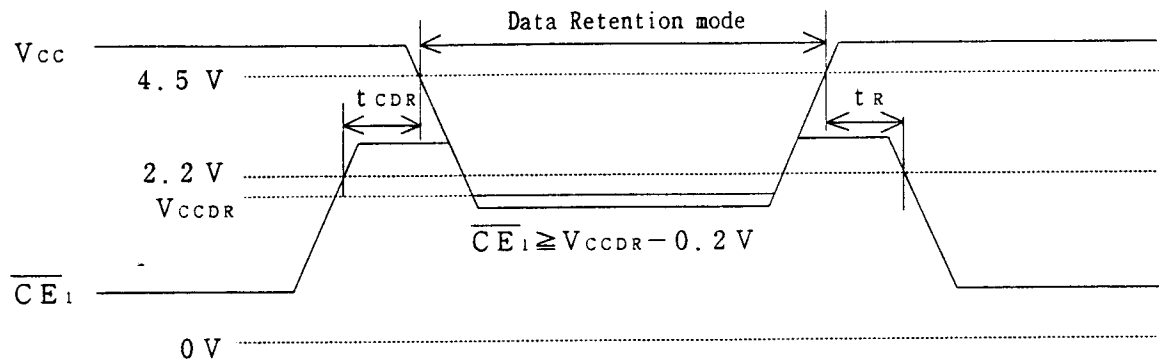 Data Retention mode
VCC
4.5 V
tCDR
tR
2.2 V
VCCDR
CE1≧VCCDR−0.2 V
CE1
0 V